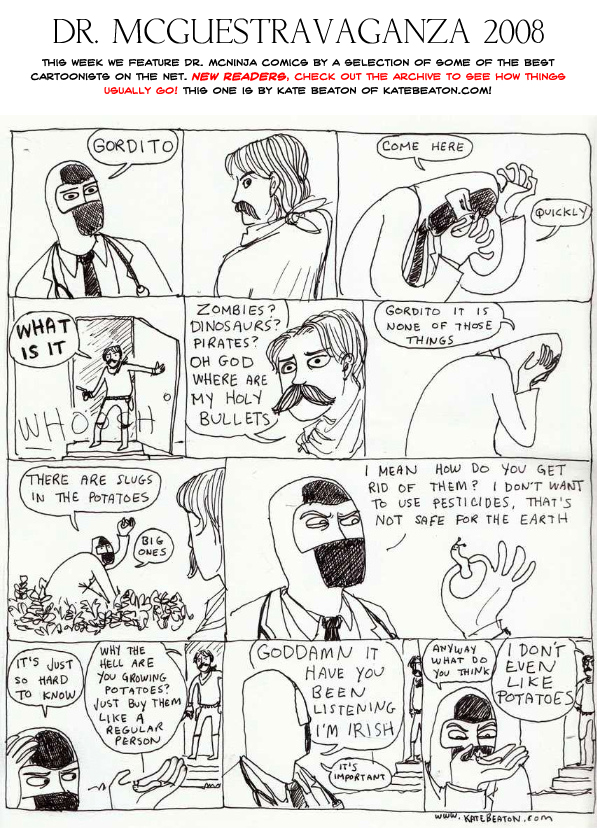 DR. MCGUESTRAVAGANZA 2008
THIS WEEK WE FEATURE DR. MCNINJA COMICS BY A SELECTION OF SOME OF THE BEST
CARTOONISTS ON THE NET. NEW READERS, CHECK OUT THE ARCHIVE TO SEE HOW THINGS
USUALLY GO! THIS ONE IS BY KATE BEATON OF KATEBEATON.COM!
GORDITO
COME HERE
QUICKLY
WHAT
IS IT
WHOOSH
ZOMBIES?
DINOSAURS?
PIRATES?
OH GOD
WHERE ARE
MY HOLY
BULLETS
GORDITO IT IS
NONE OF THOSE
THINGS
THERE ARE SLUGS
IN THE POTATOES
BIG
ONES
I MEAN HOW DO YOU GET
RID OF THEM? I DON'T WANT
TO USE PESTICIDES, THAT'S
NOT SAFE FOR THE EARTH
IT'S JUST
SO HARD
TO KNOW
WHY THE
HELL ARE
YOU GROWING
POTATOES?
JUST BUY THEM
LIKE A
REGULAR
PERSON
GODDAMN IT
HAVE YOU
BEEN
LISTENING
I'M IRISH
IT'S
IMPORTANT
ANYWAY
WHAT DO
YOU THINK
I DON'T
EVEN
LIKE
POTATOES
www.KATEBEATON.com